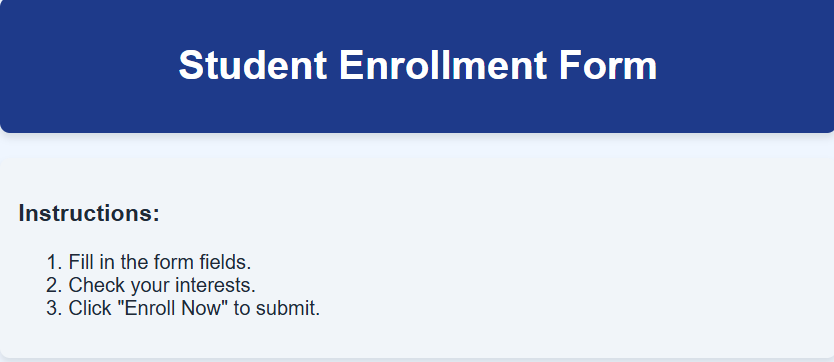 Student Enrollment Form
Instructions:
1. Fill in the form fields.
2. Check your interests.
3. Click "Enroll Now" to submit.